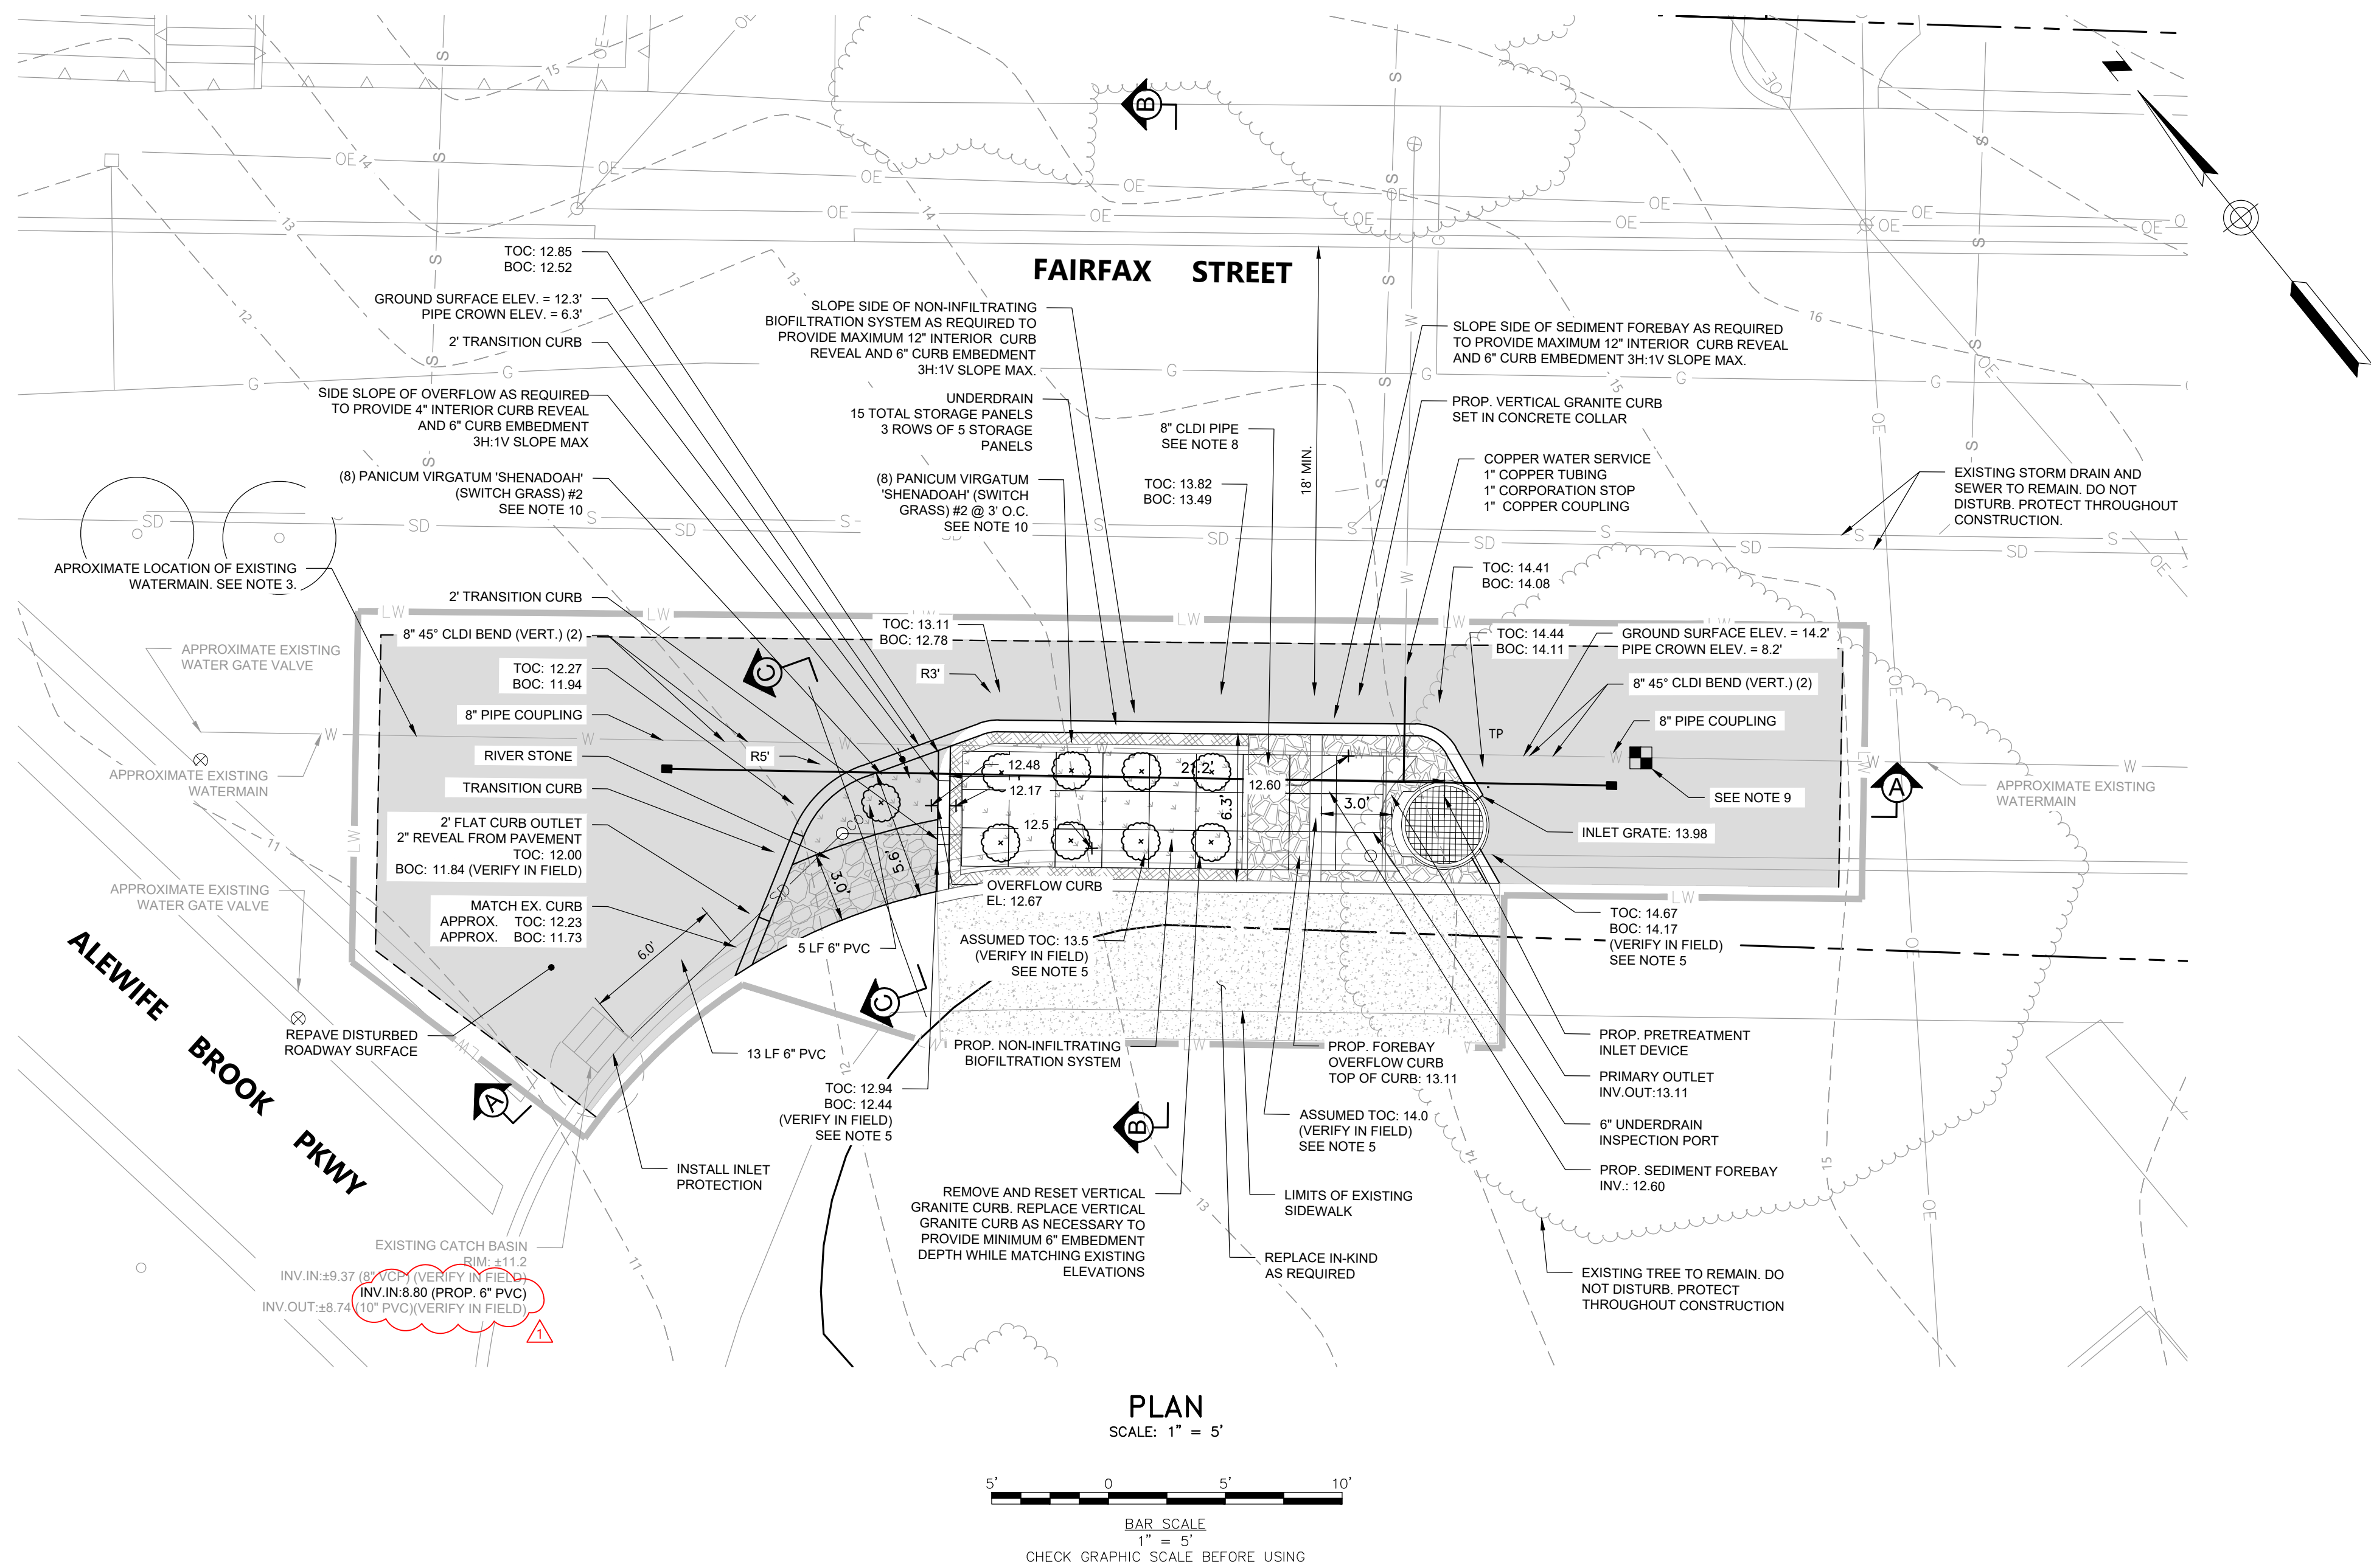 FAIRFAX STREET
TOC: 12.85
BOC: 12.52
GROUND SURFACE ELEV. = 12.3'
PIPE CROWN ELEV. = 6.3'
2' TRANSITION CURB
SIDE SLOPE OF OVERFLOW AS REQUIRED
TO PROVIDE 4" INTERIOR CURB REVEAL
AND 6" CURB EMBEDMENT
3H:1V SLOPE MAX
(8) PANICUM VIRGATUM 'SHENADOAH'
(SWITCH GRASS) #2
SEE NOTE 10
SLOPE SIDE OF NON-INFILTRATING
BIOFILTRATION SYSTEM AS REQUIRED TO
PROVIDE MAXIMUM 12" INTERIOR CURB
REVEAL AND 6" CURB EMBEDMENT
3H:1V SLOPE MAX.
UNDERDRAIN
15 TOTAL STORAGE PANELS
3 ROWS OF 5 STORAGE
PANELS
(8) PANICUM VIRGATUM
'SHENADOAH' (SWITCH
GRASS) #2 @ 3' O.C.
SEE NOTE 10
8" CLDI PIPE
SEE NOTE 8
TOC: 13.82
BOC: 13.49
18' MIN.
SLOPE SIDE OF SEDIMENT FOREBAY AS REQUIRED
TO PROVIDE MAXIMUM 12" INTERIOR CURB REVEAL
AND 6" CURB EMBEDMENT 3H:1V SLOPE MAX.
PROP. VERTICAL GRANITE CURB
SET IN CONCRETE COLLAR
COPPER WATER SERVICE
1" COPPER TUBING
1" CORPORATION STOP
1" COPPER COUPLING
EXISTING STORM DRAIN AND
SEWER TO REMAIN. DO NOT
DISTURB. PROTECT THROUGHOUT
CONSTRUCTION.
TOC: 14.41
BOC: 14.08
APROXIMATE LOCATION OF EXISTING
WATERMAIN. SEE NOTE 3.
2' TRANSITION CURB
8" 45° CLDI BEND (VERT.) (2)
TOC: 12.27
BOC: 11.94
8" PIPE COUPLING
RIVER STONE
TRANSITION CURB
2' FLAT CURB OUTLET
2" REVEAL FROM PAVEMENT
TOC: 12.00
BOC: 11.84 (VERIFY IN FIELD)
MATCH EX. CURB
APPROX. TOC: 12.23
APPROX. BOC: 11.73
APPROXIMATE EXISTING
WATER GATE VALVE
APPROXIMATE EXISTING
WATERMAIN
APPROXIMATE EXISTING
WATER GATE VALVE
TOC: 13.11
BOC: 12.78
R3'
R5'
TOC: 14.44
BOC: 14.11
GROUND SURFACE ELEV. = 14.2'
PIPE CROWN ELEV. = 8.2'
8" 45° CLDI BEND (VERT.) (2)
8" PIPE COUPLING
TP
SEE NOTE 9
INLET GRATE: 13.98
APPROXIMATE EXISTING
WATERMAIN
12.48
12.17
12.5
21.2'
12.60
6.3'
3.0'
5.6'
3.0'
CO
6.0'
OVERFLOW CURB
EL: 12.67
ASSUMED TOC: 13.5
(VERIFY IN FIELD)
SEE NOTE 5
5 LF 6" PVC
13 LF 6" PVC
TOC: 14.67
BOC: 14.17
(VERIFY IN FIELD)
SEE NOTE 5
ALEWIFE BROOK PKWY
REPAVE DISTURBED
ROADWAY SURFACE
PROP. NON-INFILTRATING
BIOFILTRATION SYSTEM
TOC: 12.94
BOC: 12.44
(VERIFY IN FIELD)
SEE NOTE 5
PROP. FOREBAY
OVERFLOW CURB
TOP OF CURB: 13.11
ASSUMED TOC: 14.0
(VERIFY IN FIELD)
SEE NOTE 5
PROP. PRETREATMENT
INLET DEVICE
PRIMARY OUTLET
INV.OUT:13.11
6" UNDERDRAIN
INSPECTION PORT
PROP. SEDIMENT FOREBAY
INV.: 12.60
INSTALL INLET
PROTECTION
REMOVE AND RESET VERTICAL
GRANITE CURB. REPLACE VERTICAL
GRANITE CURB AS NECESSARY TO
PROVIDE MINIMUM 6" EMBEDMENT
DEPTH WHILE MATCHING EXISTING
ELEVATIONS
LIMITS OF EXISTING
SIDEWALK
REPLACE IN-KIND
AS REQUIRED
EXISTING TREE TO REMAIN. DO
NOT DISTURB. PROTECT
THROUGHOUT CONSTRUCTION
EXISTING CATCH BASIN
RIM: ±11.2
INV.IN:±9.37 (8" VCP) (VERIFY IN FIELD)
INV.IN:8.80 (PROP. 6" PVC)
INV.OUT:±8.74 (10" PVC)(VERIFY IN FIELD)
1
A
A
B
B
C
C
PLAN
SCALE: 1" = 5'
5' 0 5' 10'
BAR SCALE
1" = 5'
CHECK GRAPHIC SCALE BEFORE USING